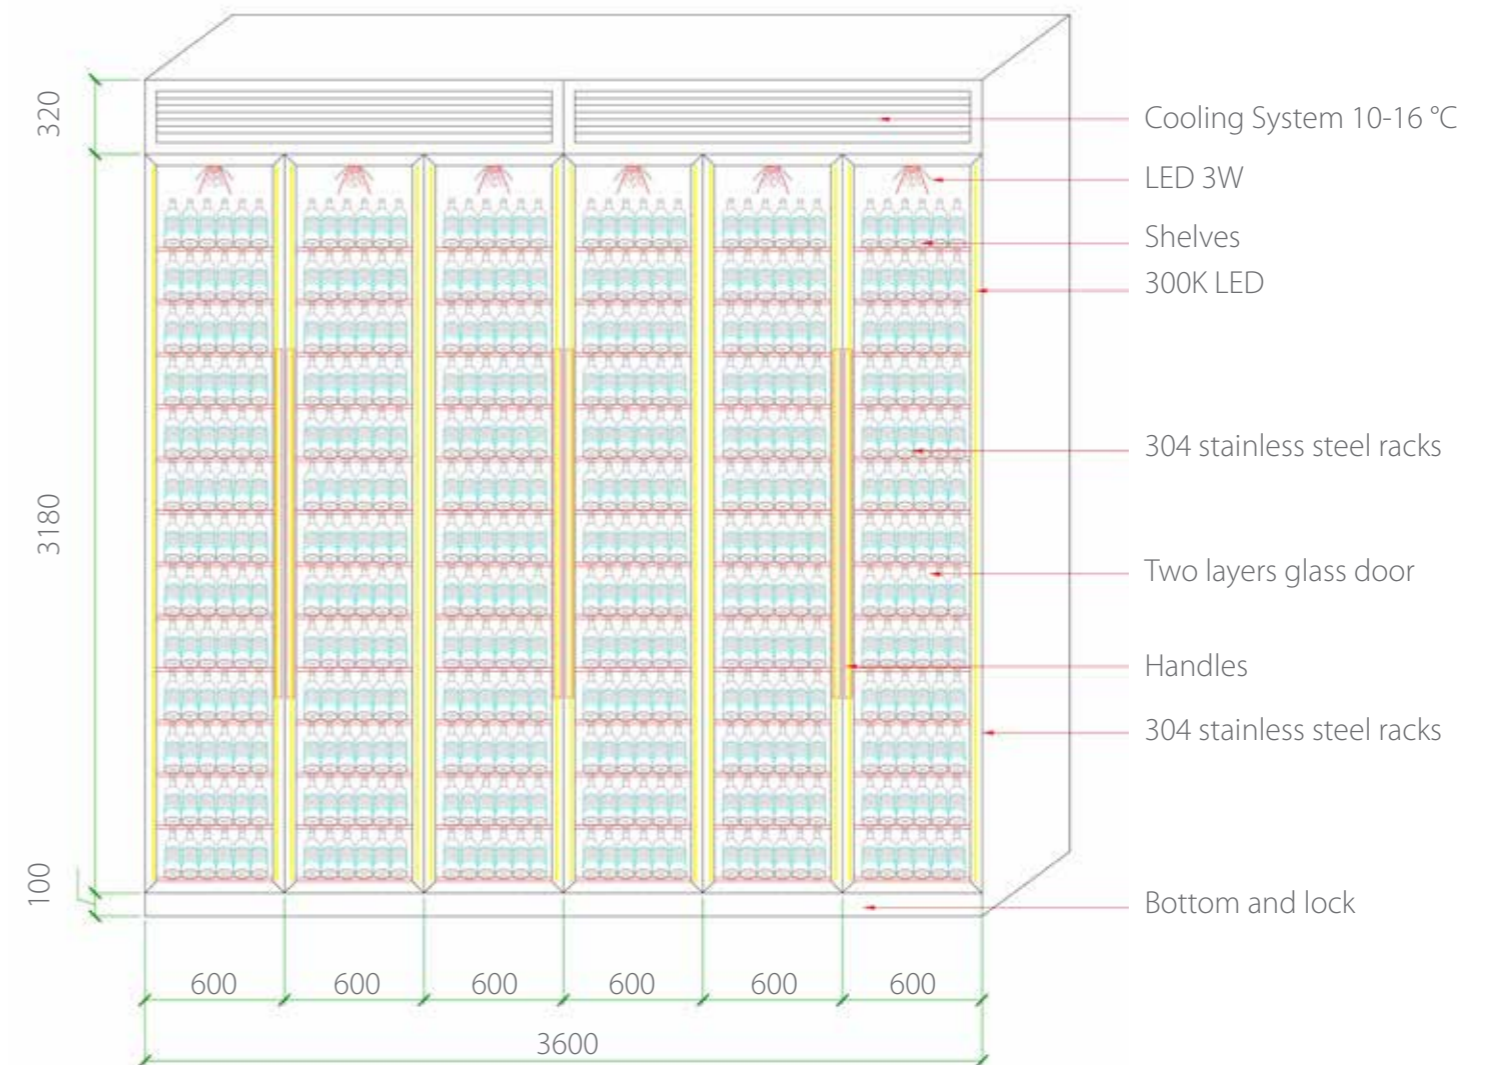 320
Cooling System 10-16 °C
LED 3W
Shelves
300K LED
304 stainless steel racks
3180
Two layers glass door
Handles
304 stainless steel racks
100
Bottom and lock
600 600 600 600 600 600
3600